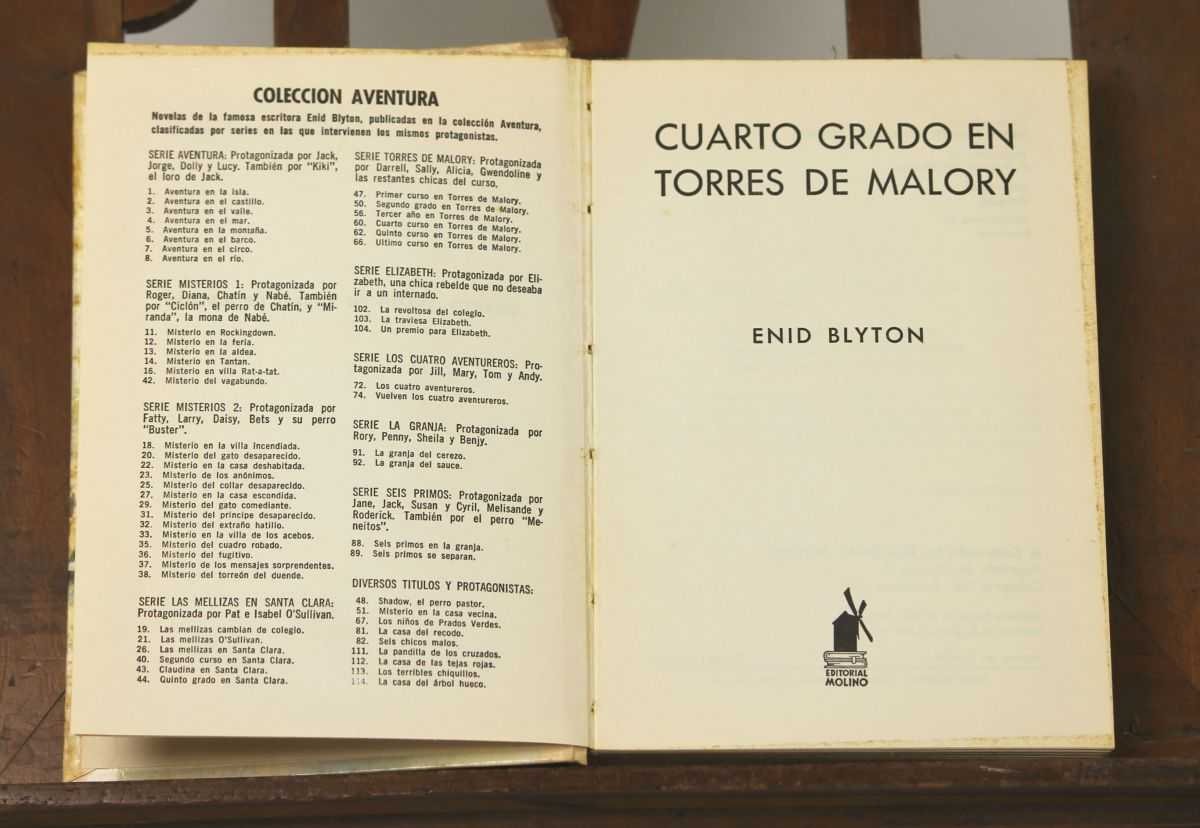 COLECCION AVENTURA
Novelas de la famosa escritora Enid Blyton, publicadas en la colección Aventura,
clasificadas por series en las que intervienen los mismos protagonistas.
SERIE AVENTURA: Protagonizada por Jack,
Jorge, Dolly y Lucy. También por "Kiki",
el loro de Jack.
1. Aventura en la isla.
2. Aventura en el castillo.
3. Aventura en el valle.
4. Aventura en el mar.
5. Aventura en la montaña.
6. Aventura en el barco.
7. Aventura en el circo.
8. Aventura en el río.
SERIE MISTERIOS 1: Protagonizada por
Roger, Diana, Chatín y Nabé. También
por "Ciclón", el perro de Chatín, y "Mi-
randa", la mona de Nabé.
11. Misterio en Rockingdown.
12. Misterio en la feria.
13. Misterio en la aldea.
14. Misterio en Tantan.
16. Misterio en villa Rat-a-tat.
42. Misterio del vagabundo.
SERIE MISTERIOS 2: Protagonizada por
Fatty, Larry, Daisy, Bets y su perro
"Buster".
18. Misterio en la villa incendiada.
20. Misterio del gato desaparecido.
22. Misterio en la casa deshabitada.
23. Misterio de los anónimos.
25. Misterio del collar desaparecido.
27. Misterio en la casa escondida.
29. Misterio del gato comediante.
31. Misterio del príncipe desaparecido.
32. Misterio del extraño hatillo.
33. Misterio en la villa de los acebos.
35. Misterio del cuadro robado.
36. Misterio del fugitivo.
37. Misterio de los mensajes sorprendentes.
38. Misterio del torreón del duende.
SERIE LAS MELLIZAS EN SANTA CLARA:
Protagonizada por Pat e Isabel O'Sullivan.
19. Las mellizas cambian de colegio.
21. Las mellizas O'Sullivan.
26. Las mellizas en Santa Clara.
40. Segundo curso en Santa Clara.
43. Claudina en Santa Clara.
44. Quinto grado en Santa Clara.
SERIE TORRES DE MALORY: Protagonizada
por Darrell, Sally, Alicia, Gwendoline y
las restantes chicas del curso.
47. Primer curso en Torres de Malory.
50. Segundo grado en Torres de Malory.
56. Tercer año en Torres de Malory.
60. Cuarto curso en Torres de Malory.
62. Quinto curso en Torres de Malory.
66. Ultimo curso en Torres de Malory.
SERIE ELIZABETH: Protagonizada por Eli-
zabeth, una chica rebelde que no deseaba
ir a un internado.
102. La revoltosa del colegio.
103. La traviesa Elizabeth.
104. Un premio para Elizabeth.
SERIE LOS CUATRO AVENTUREROS: Pro-
tagonizada por Jill, Mary, Tom y Andy.
72. Los cuatro aventureros.
74. Vuelven los cuatro aventureros.
SERIE LA GRANJA: Protagonizada por
Rory, Penny, Sheila y Benjy.
91. La granja del cerezo.
92. La granja del sauce.
SERIE SEIS PRIMOS: Protagonizada por
Jane, Jack, Susan y Cyril, Melisande y
Roderick. También por el perro "Me-
neítos".
88. Seis primos en la granja.
89. Seis primos se separan.
DIVERSOS TITULOS Y PROTAGONISTAS:
48. Shadow, el perro pastor.
51. Misterio en la casa vecina.
67. Los niños de Prados Verdes.
81. La casa del recodo.
82. Seis chicos malos.
111. La pandilla de los cruzados.
112. La casa de las tejas rojas.
113. Los terribles chiquillos.
114. La casa del árbol hueco.
CUARTO GRADO EN
TORRES DE MALORY
ENID BLYTON
EDITORIAL
MOLINO